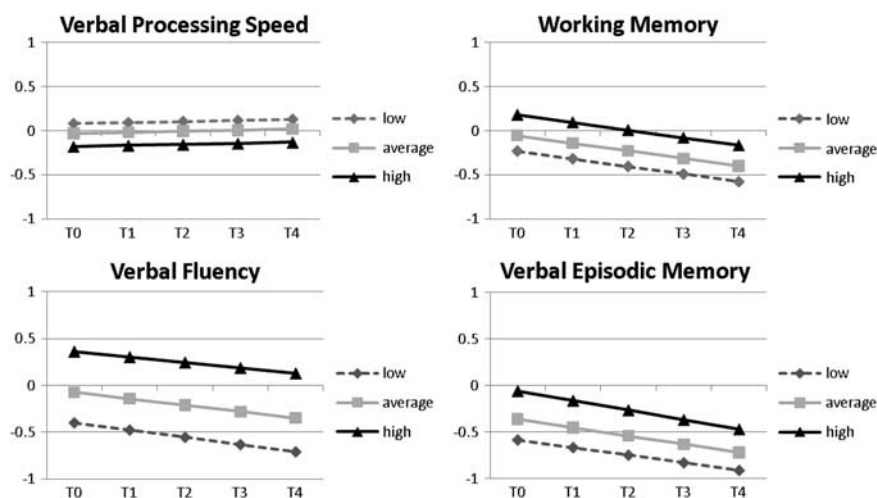 Verbal Processing Speed
1
0.5
0
-0.5
-1
T0 T1 T2 T3 T4
low
average
high
Working Memory
1
0.5
0
-0.5
-1
T0 T1 T2 T3 T4
low
average
high
Verbal Fluency
1
0.5
0
-0.5
-1
T0 T1 T2 T3 T4
low
average
high
Verbal Episodic Memory
1
0.5
0
-0.5
-1
T0 T1 T2 T3 T4
low
average
high